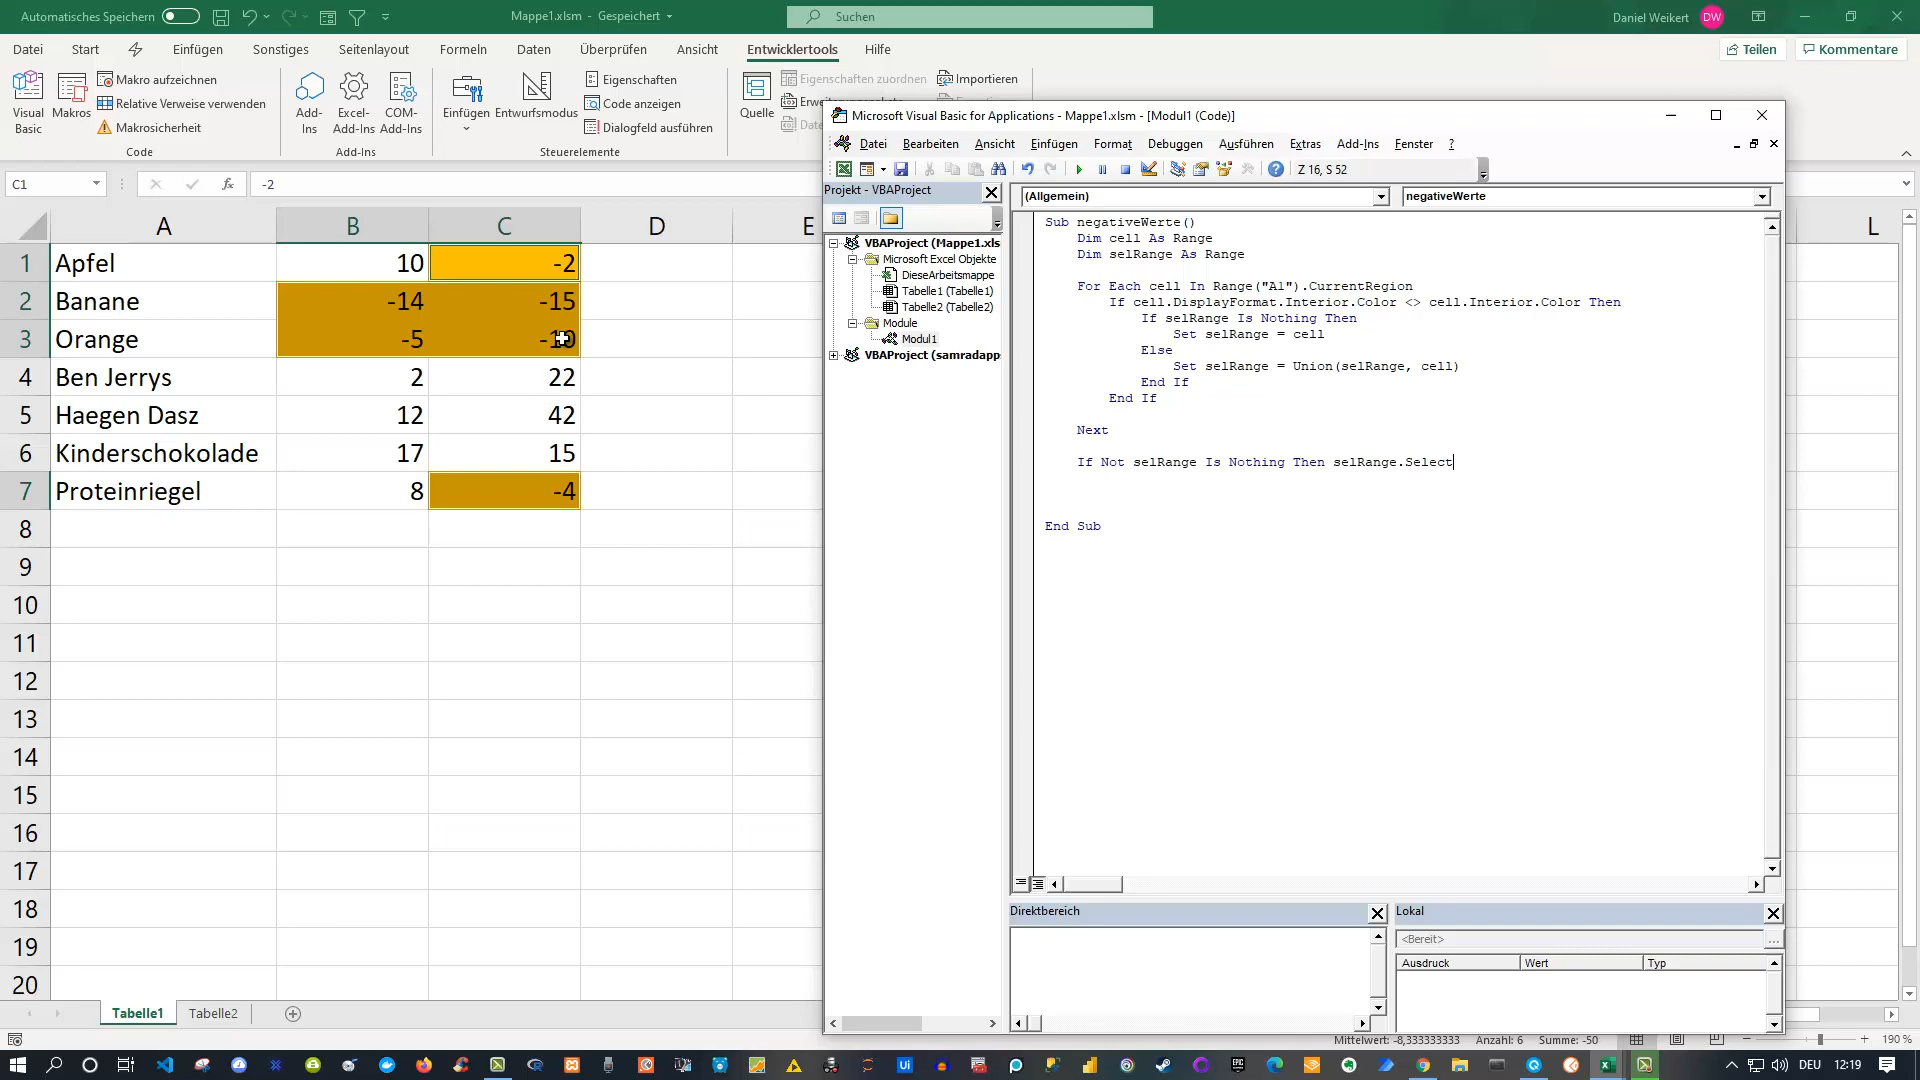 Automatisches Speichern
Mappe1.xlsm - Gespeichert
Suchen
Daniel Weikert
DW
Datei Start Einfügen Sonstiges Seitenlayout Formeln Daten Überprüfen Ansicht Entwicklertools Hilfe
Teilen
Kommentare
Visual Basic
Makros
Makro aufzeichnen
Relative Verweise verwenden
Makrosicherheit
Code
Add-Ins
Excel-Add-Ins
COM-Add-Ins
Add-Ins
Einfügen
Entwurfsmodus
Eigenschaften
Code anzeigen
Dialogfeld ausführen
Steuerelemente
Quelle
Eigenschaften zuordnen
Importieren
C1
fx
-2
A B C D E L
1 Apfel 10 -2
2 Banane -14 -15
3 Orange -5 -10
4 Ben Jerrys 2 22
5 Haegen Dasz 12 42
6 Kinderschokolade 17 15
7 Proteinriegel 8 -4
8
9
10
11
12
13
14
15
16
17
18
19
20
Tabelle1 Tabelle2
Microsoft Visual Basic for Applications - Mappe1.xlsm - [Modul1 (Code)]
Datei Bearbeiten Ansicht Einfügen Format Debuggen Ausführen Extras Add-Ins Fenster ?
Z 16, S 52
Projekt - VBAProject
VBAProject (Mappe1.xls
Microsoft Excel Objekte
DieseArbeitsmappe
Tabelle1 (Tabelle1)
Tabelle2 (Tabelle2)
Module
Modul1
VBAProject (samradapp
(Allgemein)
negativeWerte
Sub negativeWerte()
Dim cell As Range
Dim selRange As Range
For Each cell In Range("A1").CurrentRegion
If cell.DisplayFormat.Interior.Color <> cell.Interior.Color Then
If selRange Is Nothing Then
Set selRange = cell
Else
Set selRange = Union(selRange, cell)
End If
End If
Next
If Not selRange Is Nothing Then selRange.Select
End Sub
Direktbereich
Lokal
<Bereit>
Ausdruck Wert Typ
Mittelwert: -8,333333333 Anzahl: 6 Summe: -50
190 %
DEU
12:19